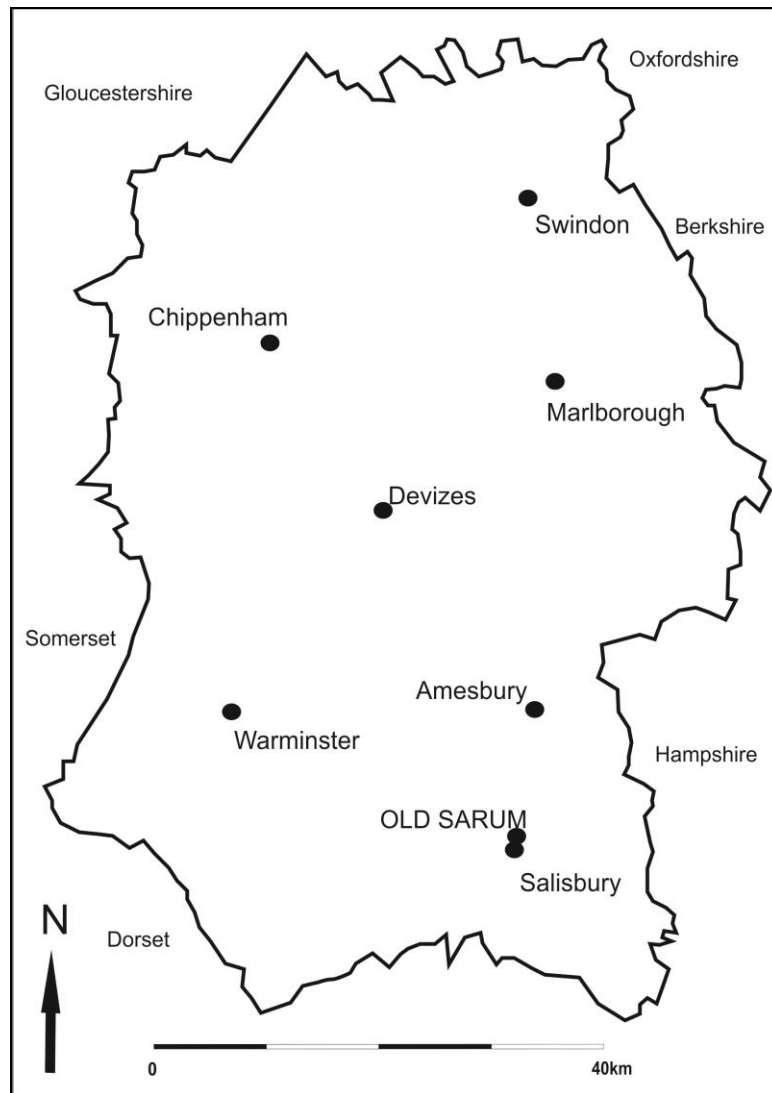 Oxfordshire
Gloucestershire
Swindon
Berkshire
Chippenham
Marlborough
Devizes
Somerset
Amesbury
Warminster
Hampshire
OLD SARUM
Salisbury
N
Dorset
0
40km